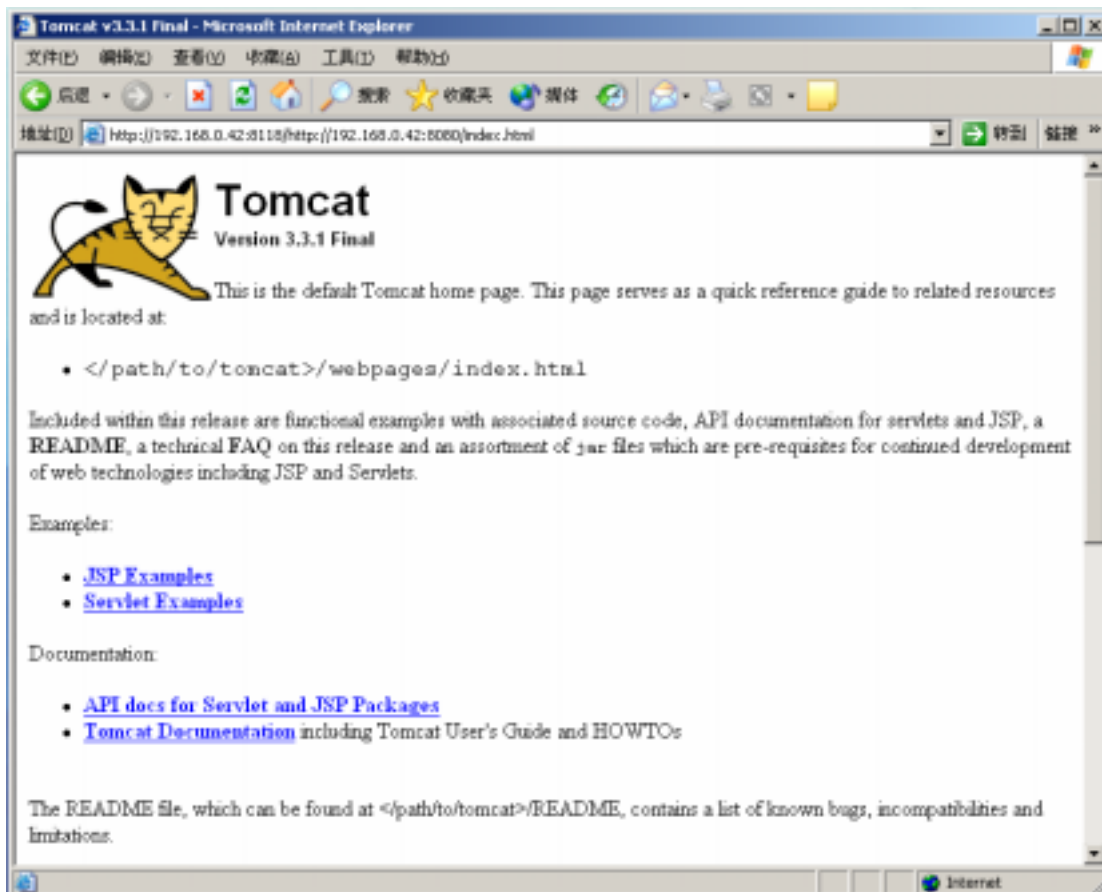 Tomcat v3.3.1 Final - Microsoft Internet Explorer
文件(F) 编辑(E) 查看(V) 收藏(A) 工具(T) 帮助(H)
后退 搜索 收藏夹 媒体
地址(D) http://192.168.0.42:8118/http://192.168.0.42:8080/index.html 转到 链接 »
Tomcat
Version 3.3.1 Final
This is the default Tomcat home page. This page serves as a quick reference guide to related resources
and is located at:
• </path/to/tomcat>/webpages/index.html
Included within this release are functional examples with associated source code, API documentation for servlets and JSP, a
README, a technical FAQ on this release and an assortment of jar files which are pre-requisites for continued development
of web technologies including JSP and Servlets.
Examples:
• JSP Examples
• Servlet Examples
Documentation:
• API docs for Servlet and JSP Packages
• Tomcat Documentation including Tomcat User's Guide and HOWTOs
The README file, which can be found at </path/to/tomcat>/README, contains a list of known bugs, incompatibilities and
limitations.
Internet